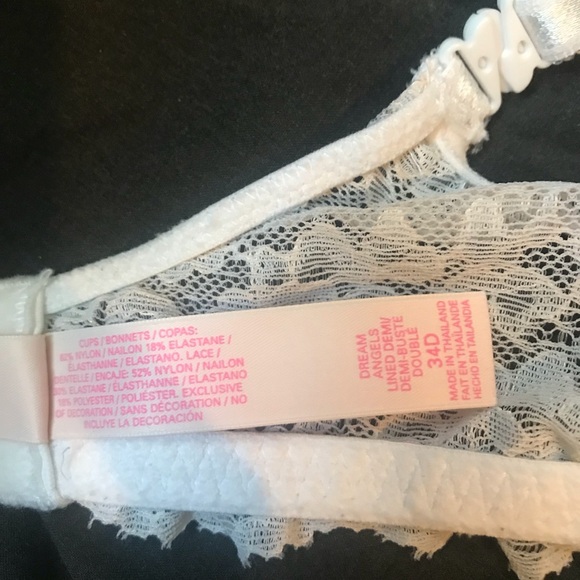 CUPS / BONNETS / COPAS:
NYLON / NAILON 18% ELASTANE /
ÉLASTHANNE / ELASTANO. LACE /
DENTELLE / ENCAJE: 52% NYLON / NAILON
30% ELASTANE / ÉLASTHANNE / ELASTANO
18% POLYESTER / POLIÉSTER. EXCLUSIVE
OF DECORATION / SANS DÉCORATION / NO
INCLUYE LA DECORACIÓN
DREAM
ANGELS
LINED DEMI/
DEMI-BUSTE
DOUBLÉ
34D
MADE IN THAILAND
FAIT EN THAÏLANDE
HECHO EN TAILANDIA